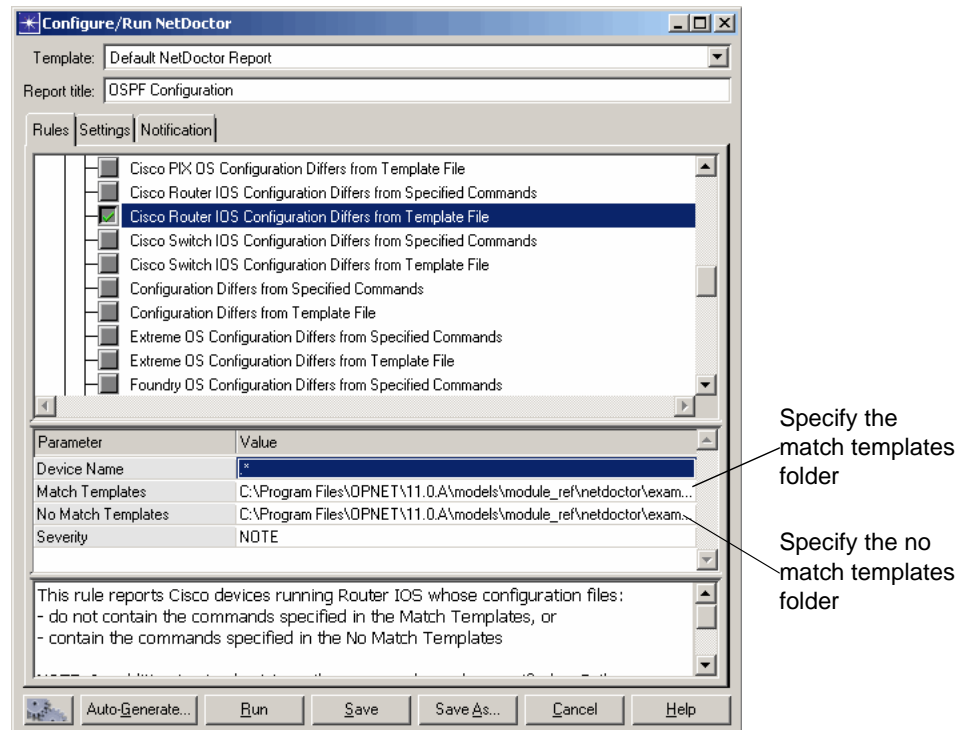 Configure/Run NetDoctor
Template: Default NetDoctor Report
Report title: OSPF Configuration
Rules Settings Notification
Cisco PIX OS Configuration Differs from Template File
Cisco Router IOS Configuration Differs from Specified Commands
Cisco Router IOS Configuration Differs from Template File
Cisco Switch IOS Configuration Differs from Specified Commands
Cisco Switch IOS Configuration Differs from Template File
Configuration Differs from Specified Commands
Configuration Differs from Template File
Extreme OS Configuration Differs from Specified Commands
Extreme OS Configuration Differs from Template File
Foundry OS Configuration Differs from Specified Commands
Parameter Value
Device Name .*
Match Templates C:\Program Files\OPNET\11.0.A\models\module_ref\netdoctor\exam...
No Match Templates C:\Program Files\OPNET\11.0.A\models\module_ref\netdoctor\exam...
Severity NOTE
Specify the
match templates
folder
Specify the no
match templates
folder
This rule reports Cisco devices running Router IOS whose configuration files:
- do not contain the commands specified in the Match Templates, or
- contain the commands specified in the No Match Templates
Auto-Generate... Run Save Save As... Cancel Help